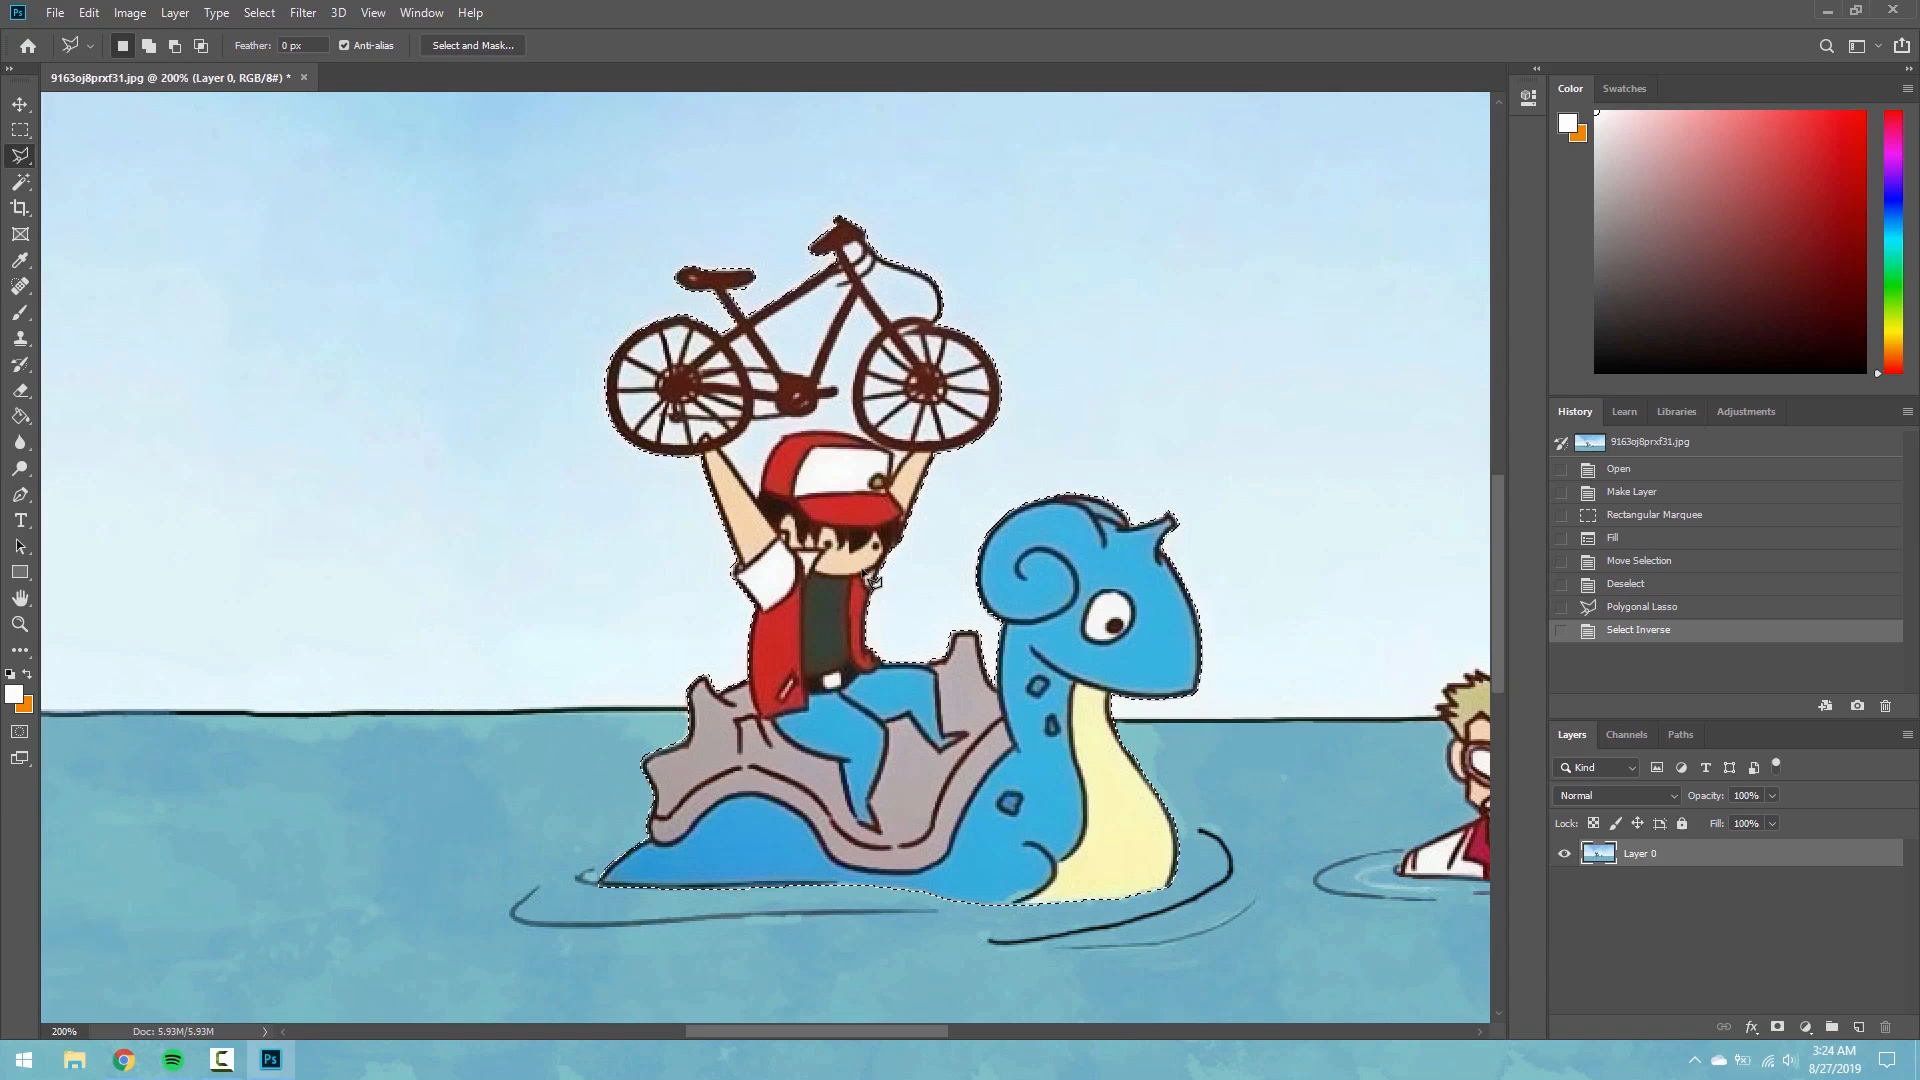 Ps File Edit Image Layer Type Select Filter 3D View Window Help
Feather: 0 px Anti-alias Select and Mask...
9163oj8prxf31.jpg @ 200% (Layer 0, RGB/8#) *
Color Swatches
History Learn Libraries Adjustments
9163oj8prxf31.jpg
Open
Make Layer
Rectangular Marquee
Fill
Move Selection
Deselect
Polygonal Lasso
Select Inverse
Layers Channels Paths
Kind
Normal Opacity: 100%
Lock: Fill: 100%
Layer 0
200% Doc: 5.93M/5.93M
Ps
3:24 AM
8/27/2019